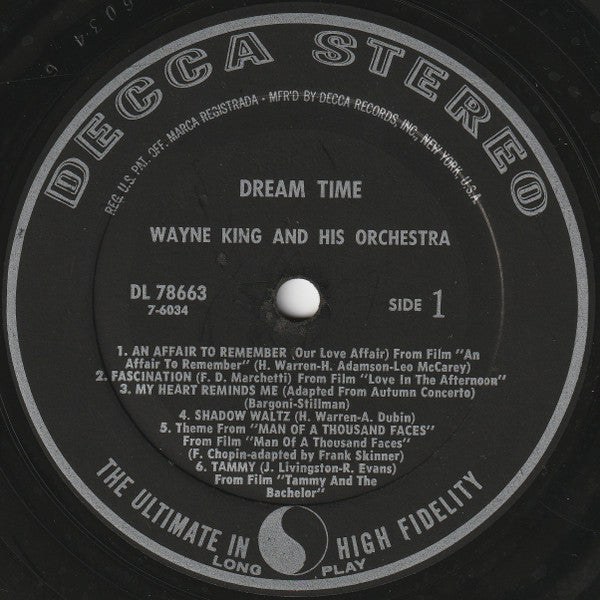 DECCA STEREO
REG. U.S. PAT. OFF. MARCA REGISTRADA • MFR'D BY DECCA RECORDS, INC., NEW YORK, U.S.A.
DREAM TIME
WAYNE KING AND HIS ORCHESTRA
DL 78663
7-6034
SIDE 1
1. AN AFFAIR TO REMEMBER (Our Love Affair) From Film "An
Affair To Remember" (H. Warren-H. Adamson-Leo McCarey)
2. FASCINATION (F. D. Marchetti) From Film "Love In The Afternoon"
3. MY HEART REMINDS ME (Adapted From Autumn Concerto)
(Bargoni-Stillman)
4. SHADOW WALTZ (H. Warren-A. Dubin)
5. Theme From "MAN OF A THOUSAND FACES"
From Film "Man Of A Thousand Faces"
(F. Chopin-adapted by Frank Skinner)
6. TAMMY (J. Livingston-R. Evans)
From Film "Tammy And The
Bachelor"
THE ULTIMATE IN HIGH FIDELITY
LONG PLAY